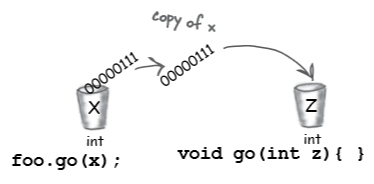 copy of x
00000111
00000111
X
Z
int
int
foo.go(x);
void go(int z){ }